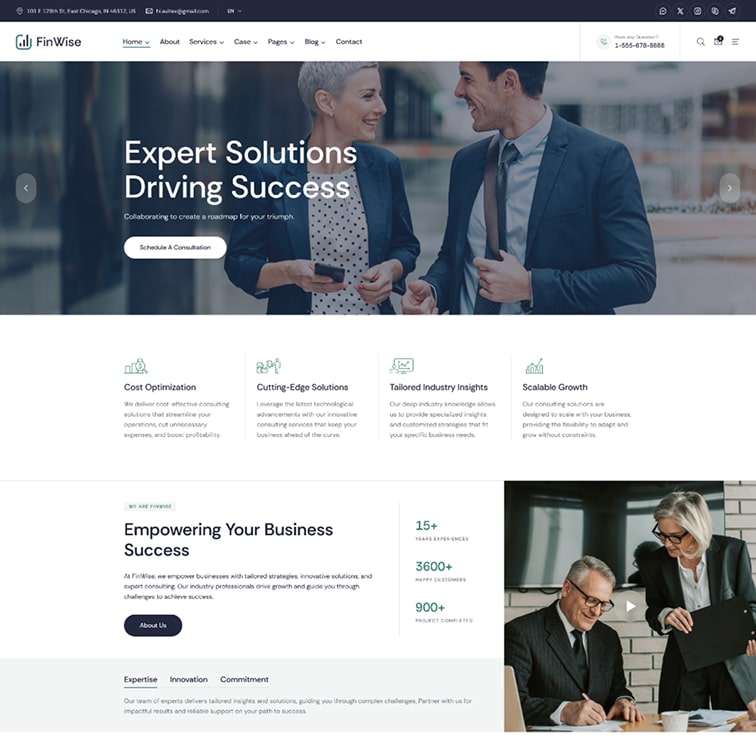 101 E 129th St, East Chicago, IN 46312, US
hi.avitex@gmail.com
EN
FinWise
Home
About
Services
Case
Pages
Blog
Contact
Have any Question?
1-555-678-8888
Expert Solutions
Driving Success
Collaborating to create a roadmap for your triumph.
Schedule A Consultation
Cost Optimization
We deliver cost-effective consulting
solutions that streamline your
operations, cut unnecessary
expenses, and boost profitability.
Cutting-Edge Solutions
Leverage the latest technological
advancements with our innovative
consulting services that keep your
business ahead of the curve.
Tailored Industry Insights
Our deep industry knowledge allows
us to provide specialized insights
and customized strategies that fit
your specific business needs.
Scalable Growth
Our consulting solutions are
designed to scale with your business,
providing the flexibility to adapt and
grow without constraints.
WE ARE FINWISE
Empowering Your Business
Success
At FinWise, we empower businesses with tailored strategies, innovative solutions, and
expert consulting. Our industry professionals drive growth and guide you through
challenges to achieve success.
About Us
15+
YEARS EXPERIENCES
3600+
HAPPY CUSTOMERS
900+
PROJECT COMPLETED
Expertise
Innovation
Commitment
Our team of experts delivers tailored insights and solutions, guiding you through complex challenges. Partner with us for
impactful results and reliable support on your path to success.